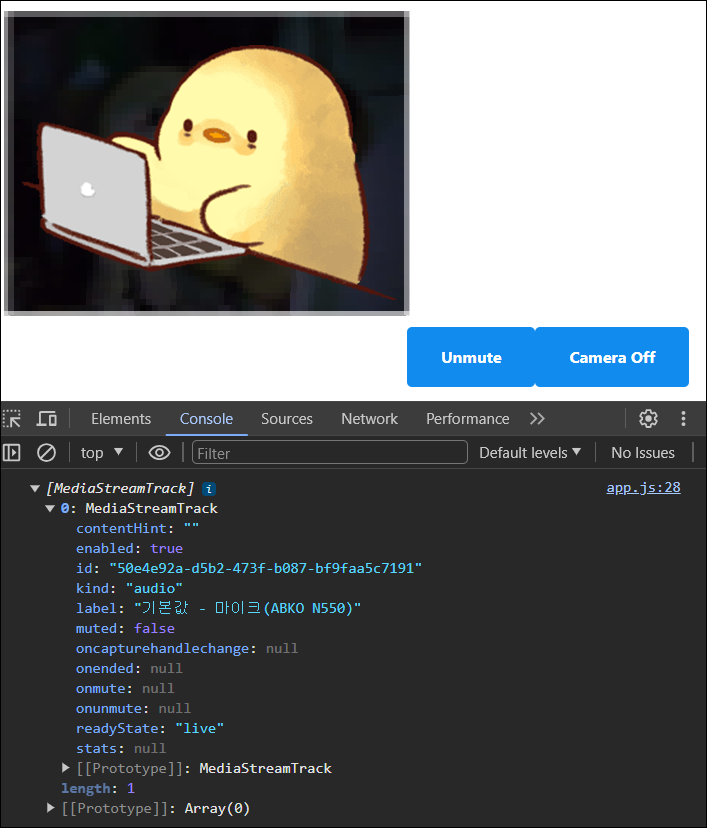 Unmute Camera Off
Elements Console Sources Network Performance
top Filter Default levels No Issues
[MediaStreamTrack] i app.js:28
0: MediaStreamTrack
contentHint: ""
enabled: true
id: "50e4e92a-d5b2-473f-b087-bf9faa5c7191"
kind: "audio"
label: "기본값 - 마이크(ABKO N550)"
muted: false
oncapturehandlechange: null
onended: null
onmute: null
onunmute: null
readyState: "live"
stats: null
[[Prototype]]: MediaStreamTrack
length: 1
[[Prototype]]: Array(0)